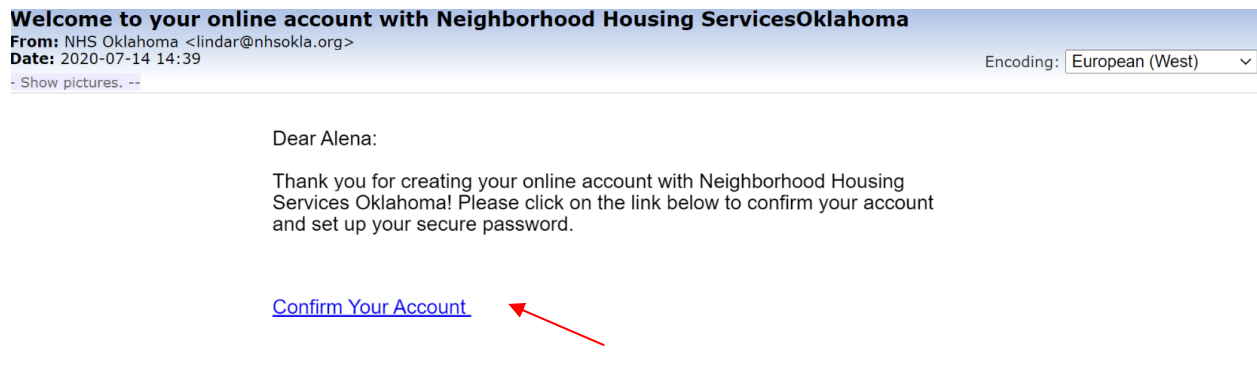 Welcome to your online account with Neighborhood Housing ServicesOklahoma
From: NHS Oklahoma <lindar@nhsokla.org>
Date: 2020-07-14 14:39
Encoding: European (West)
- Show pictures. --
Dear Alena:
Thank you for creating your online account with Neighborhood Housing
Services Oklahoma! Please click on the link below to confirm your account
and set up your secure password.
Confirm Your Account